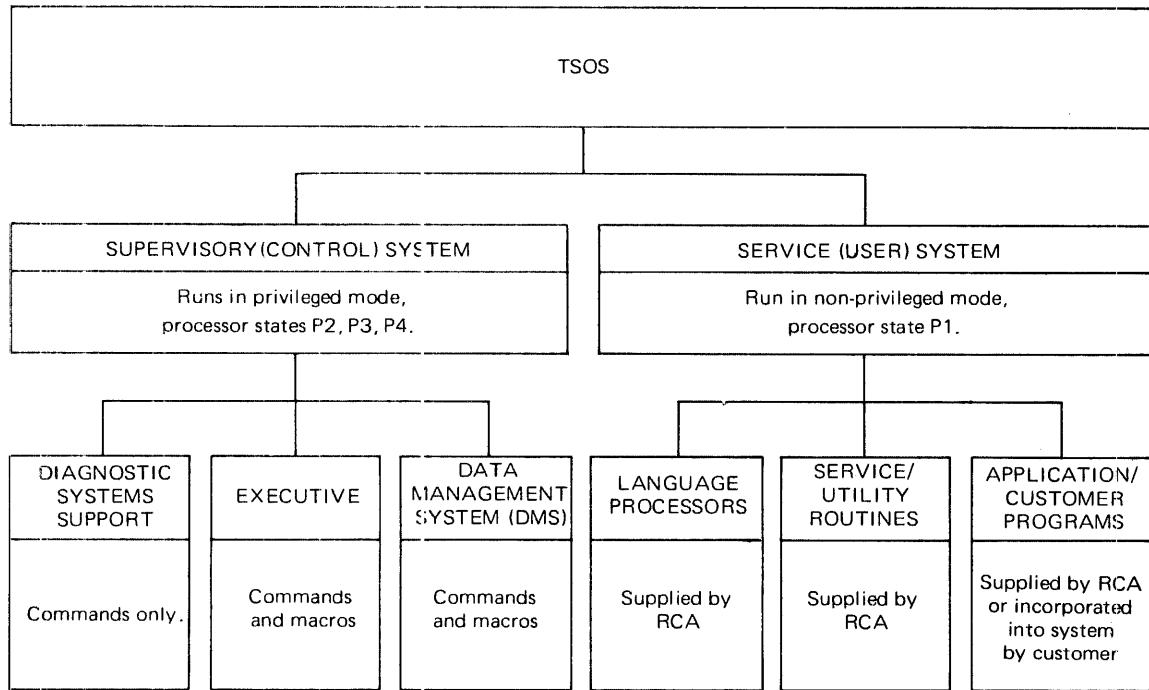 TSOS
SUPERVISORY (CONTROL) SYSTEM
Runs in privileged mode,
processor states P2, P3, P4.
SERVICE (USER) SYSTEM
Run in non-privileged mode,
processor state P1.
DIAGNOSTIC
SYSTEMS
SUPPORT
Commands only.
EXECUTIVE
Commands
and macros
DATA
MANAGEMENT
SYSTEM (DMS)
Commands
and macros
LANGUAGE
PROCESSORS
Supplied by
RCA
SERVICE/
UTILITY
ROUTINES
Supplied by
RCA
APPLICATION/
CUSTOMER
PROGRAMS
Supplied by RCA
or incorporated
into system
by customer